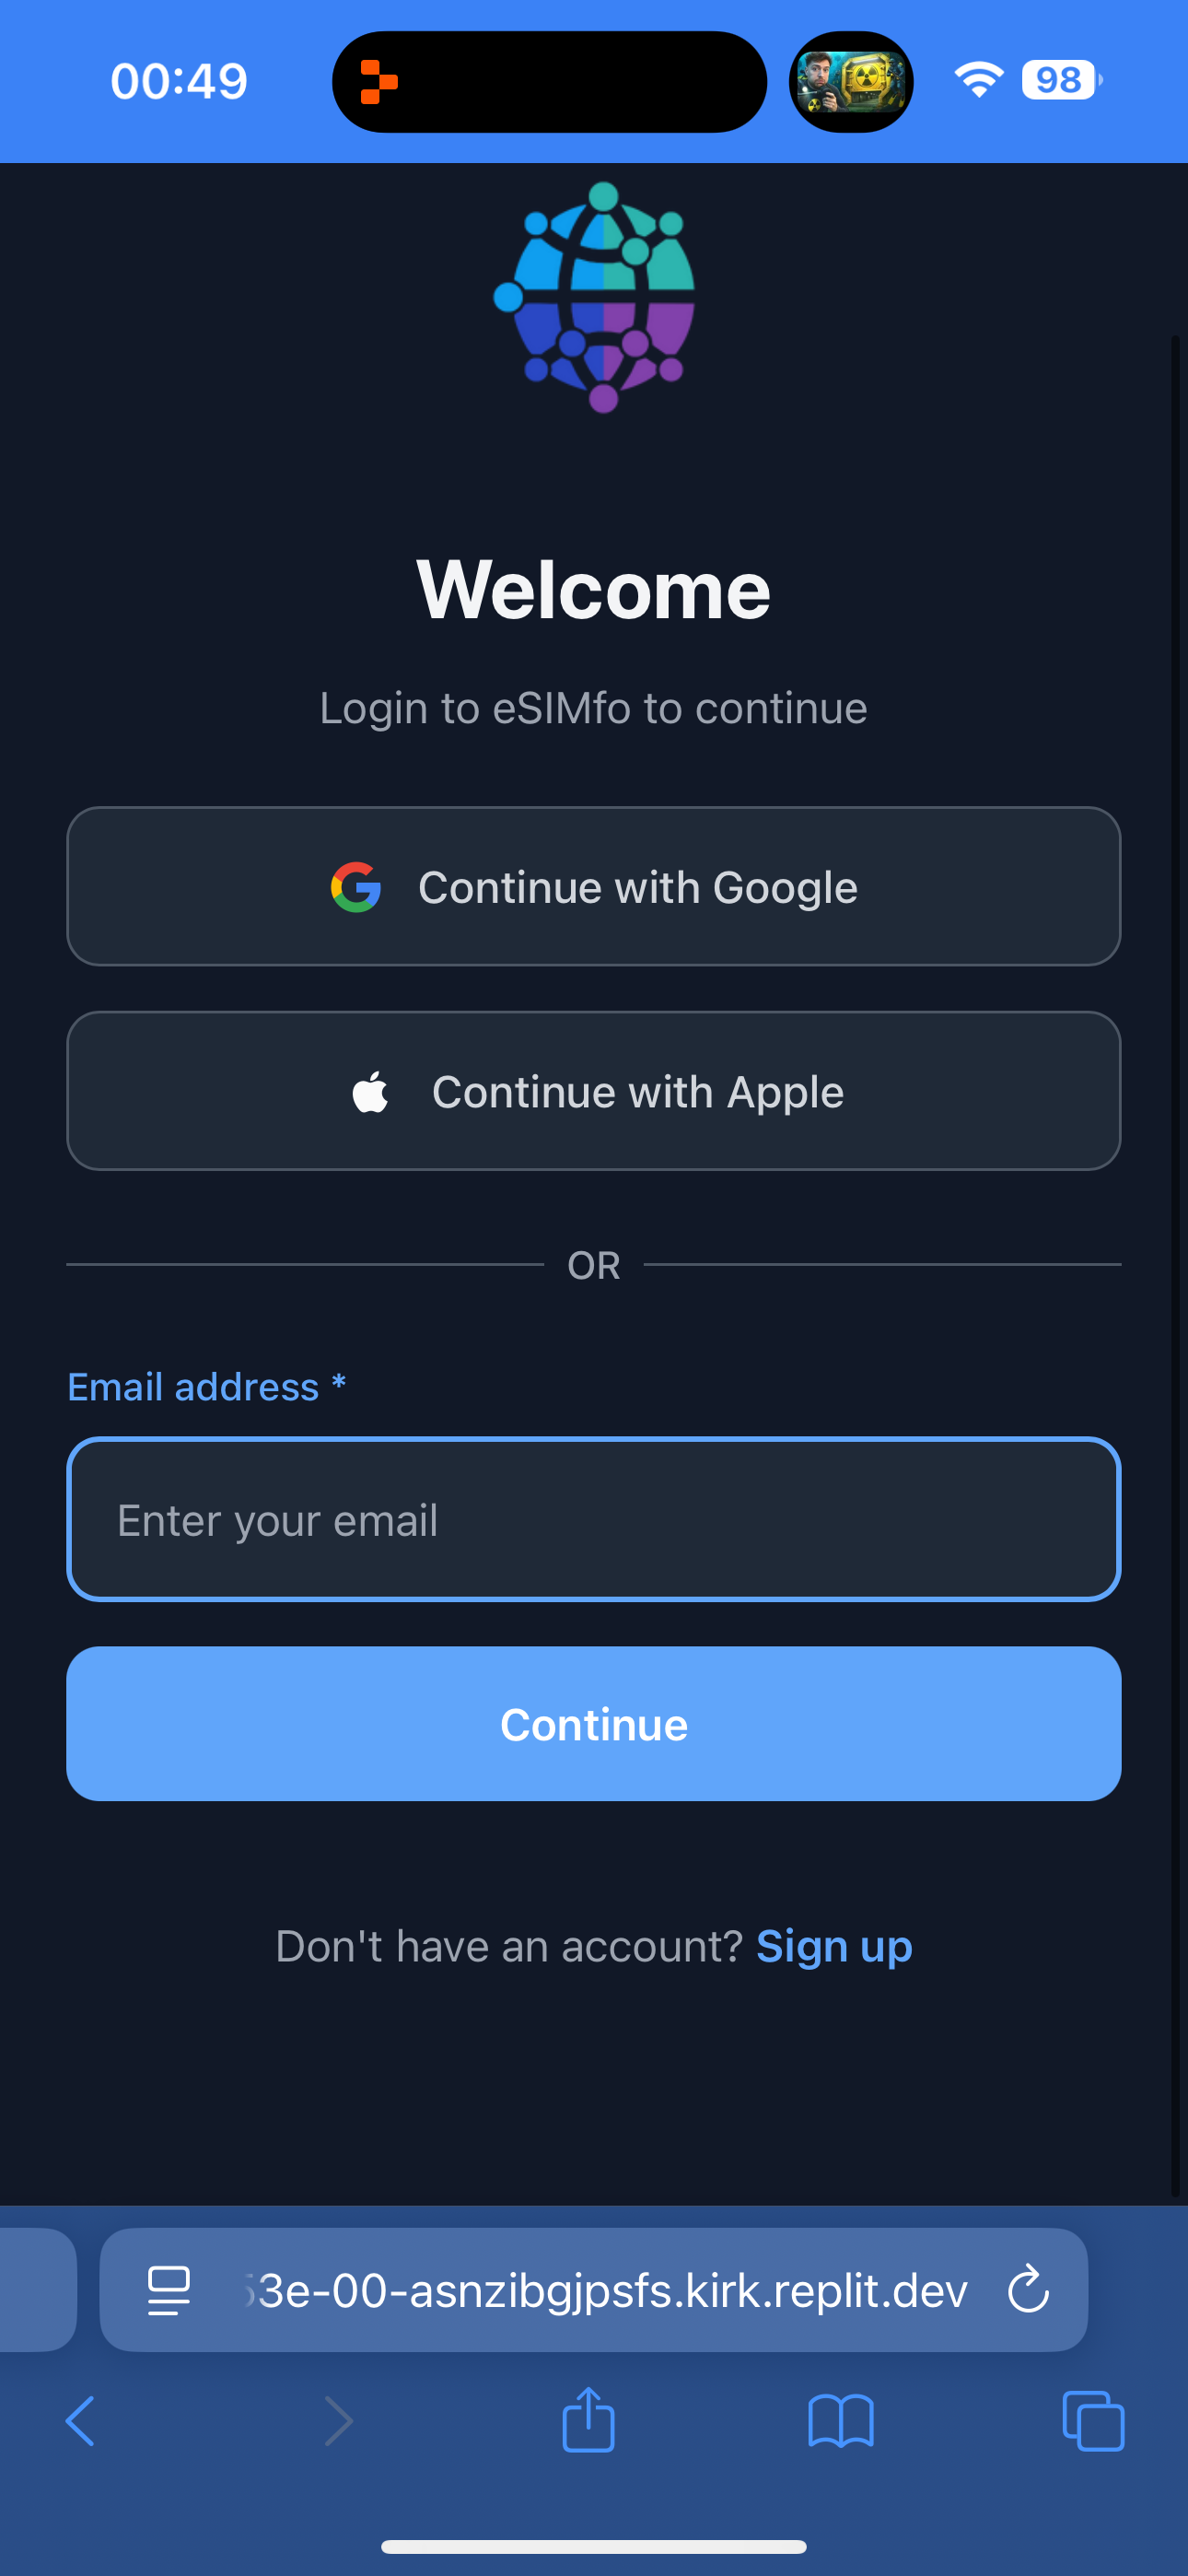 00:49
98
Welcome
Login to eSIMfo to continue
Continue with Google
Continue with Apple
OR
Email address *
Enter your email
Continue
Don't have an account? Sign up
3e-00-asnzibgjpsfs.kirk.replit.dev